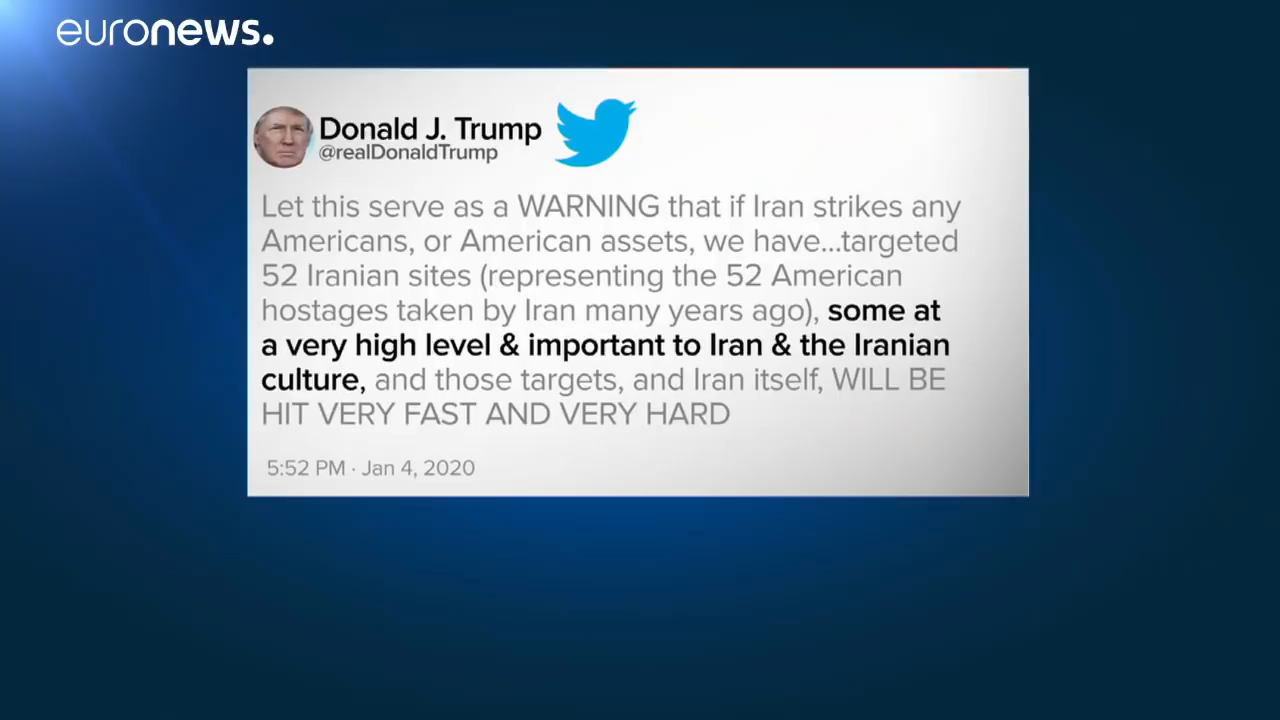 euronews.
Donald J. Trump
@realDonaldTrump
Let this serve as a WARNING that if Iran strikes any
Americans, or American assets, we have...targeted
52 Iranian sites (representing the 52 American
hostages taken by Iran many years ago), some at
a very high level & important to Iran & the Iranian
culture, and those targets, and Iran itself, WILL BE
HIT VERY FAST AND VERY HARD
5:52 PM · Jan 4, 2020